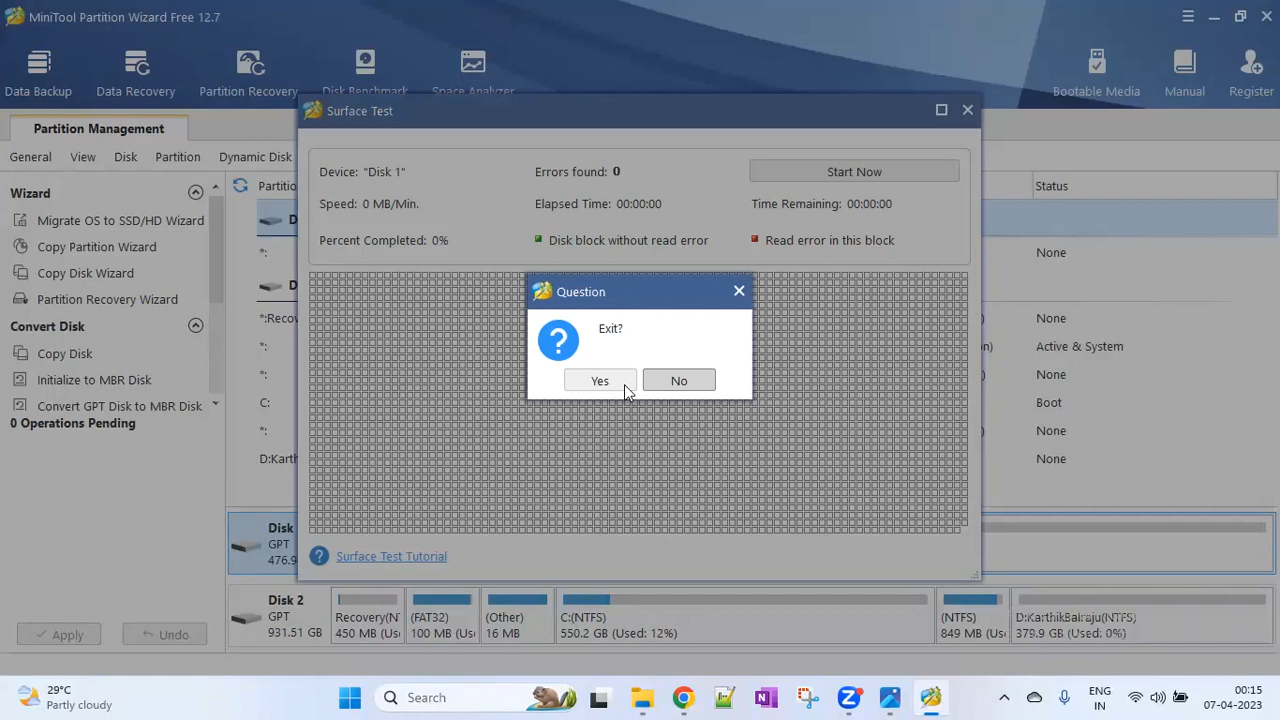 MiniTool Partition Wizard Free 12.7
Data Backup
Data Recovery
Partition Recovery
Disk Benchmark
Space Analyzer
Bootable Media
Manual
Register
Partition Management
General View Disk Partition Dynamic Disk
Wizard
Migrate OS to SSD/HD Wizard
Copy Partition Wizard
Copy Disk Wizard
Partition Recovery Wizard
Convert Disk
Copy Disk
Initialize to MBR Disk
Convert GPT Disk to MBR Disk
0 Operations Pending
Apply
Undo
Status
None
None
*:Recov
Active & System
C:
Boot
None
D:Karth
None
Surface Test
Device: "Disk 1"
Errors found: 0
Start Now
Speed: 0 MB/Min.
Elapsed Time: 00:00:00
Time Remaining: 00:00:00
Percent Completed: 0%
Disk block without read error
Read error in this block
Question
Exit?
Yes
No
Surface Test Tutorial
Disk
GPT
476.9
Disk 2
GPT
931.51 GB
Recovery(N
450 MB (Us
(FAT32)
100 MB (Us
(Other)
16 MB
C:(NTFS)
550.2 GB (Used: 12%)
(NTFS)
849 MB (Us
D:KarthikBalraju(NTFS)
379.9 GB (Used: 0%)
29°C
Partly cloudy
Search
ENG
IN
00:15
07-04-2023